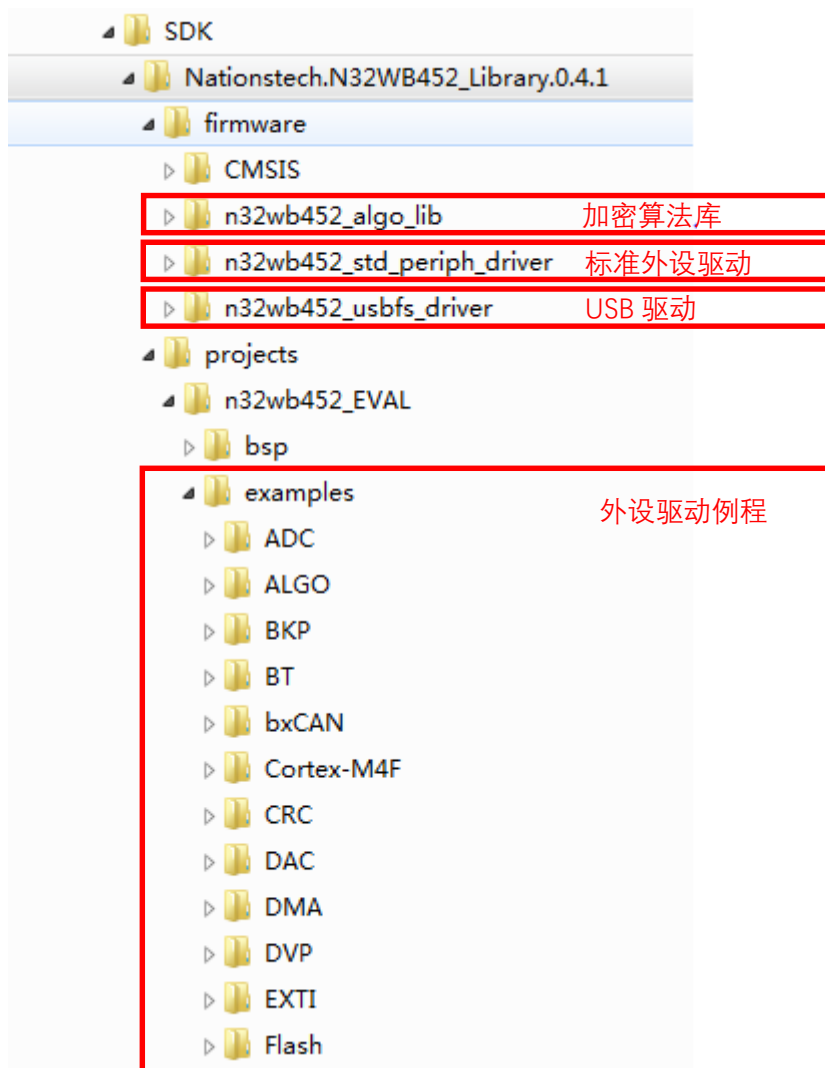 SDK
Nationstech.N32WB452_Library.0.4.1
firmware
CMSIS
n32wb452_algo_lib 加密算法库
n32wb452_std_periph_driver 标准外设驱动
n32wb452_usbfs_driver USB 驱动
projects
n32wb452_EVAL
bsp
examples
外设驱动例程
ADC
ALGO
BKP
BT
bxCAN
Cortex-M4F
CRC
DAC
DMA
DVP
EXTI
Flash